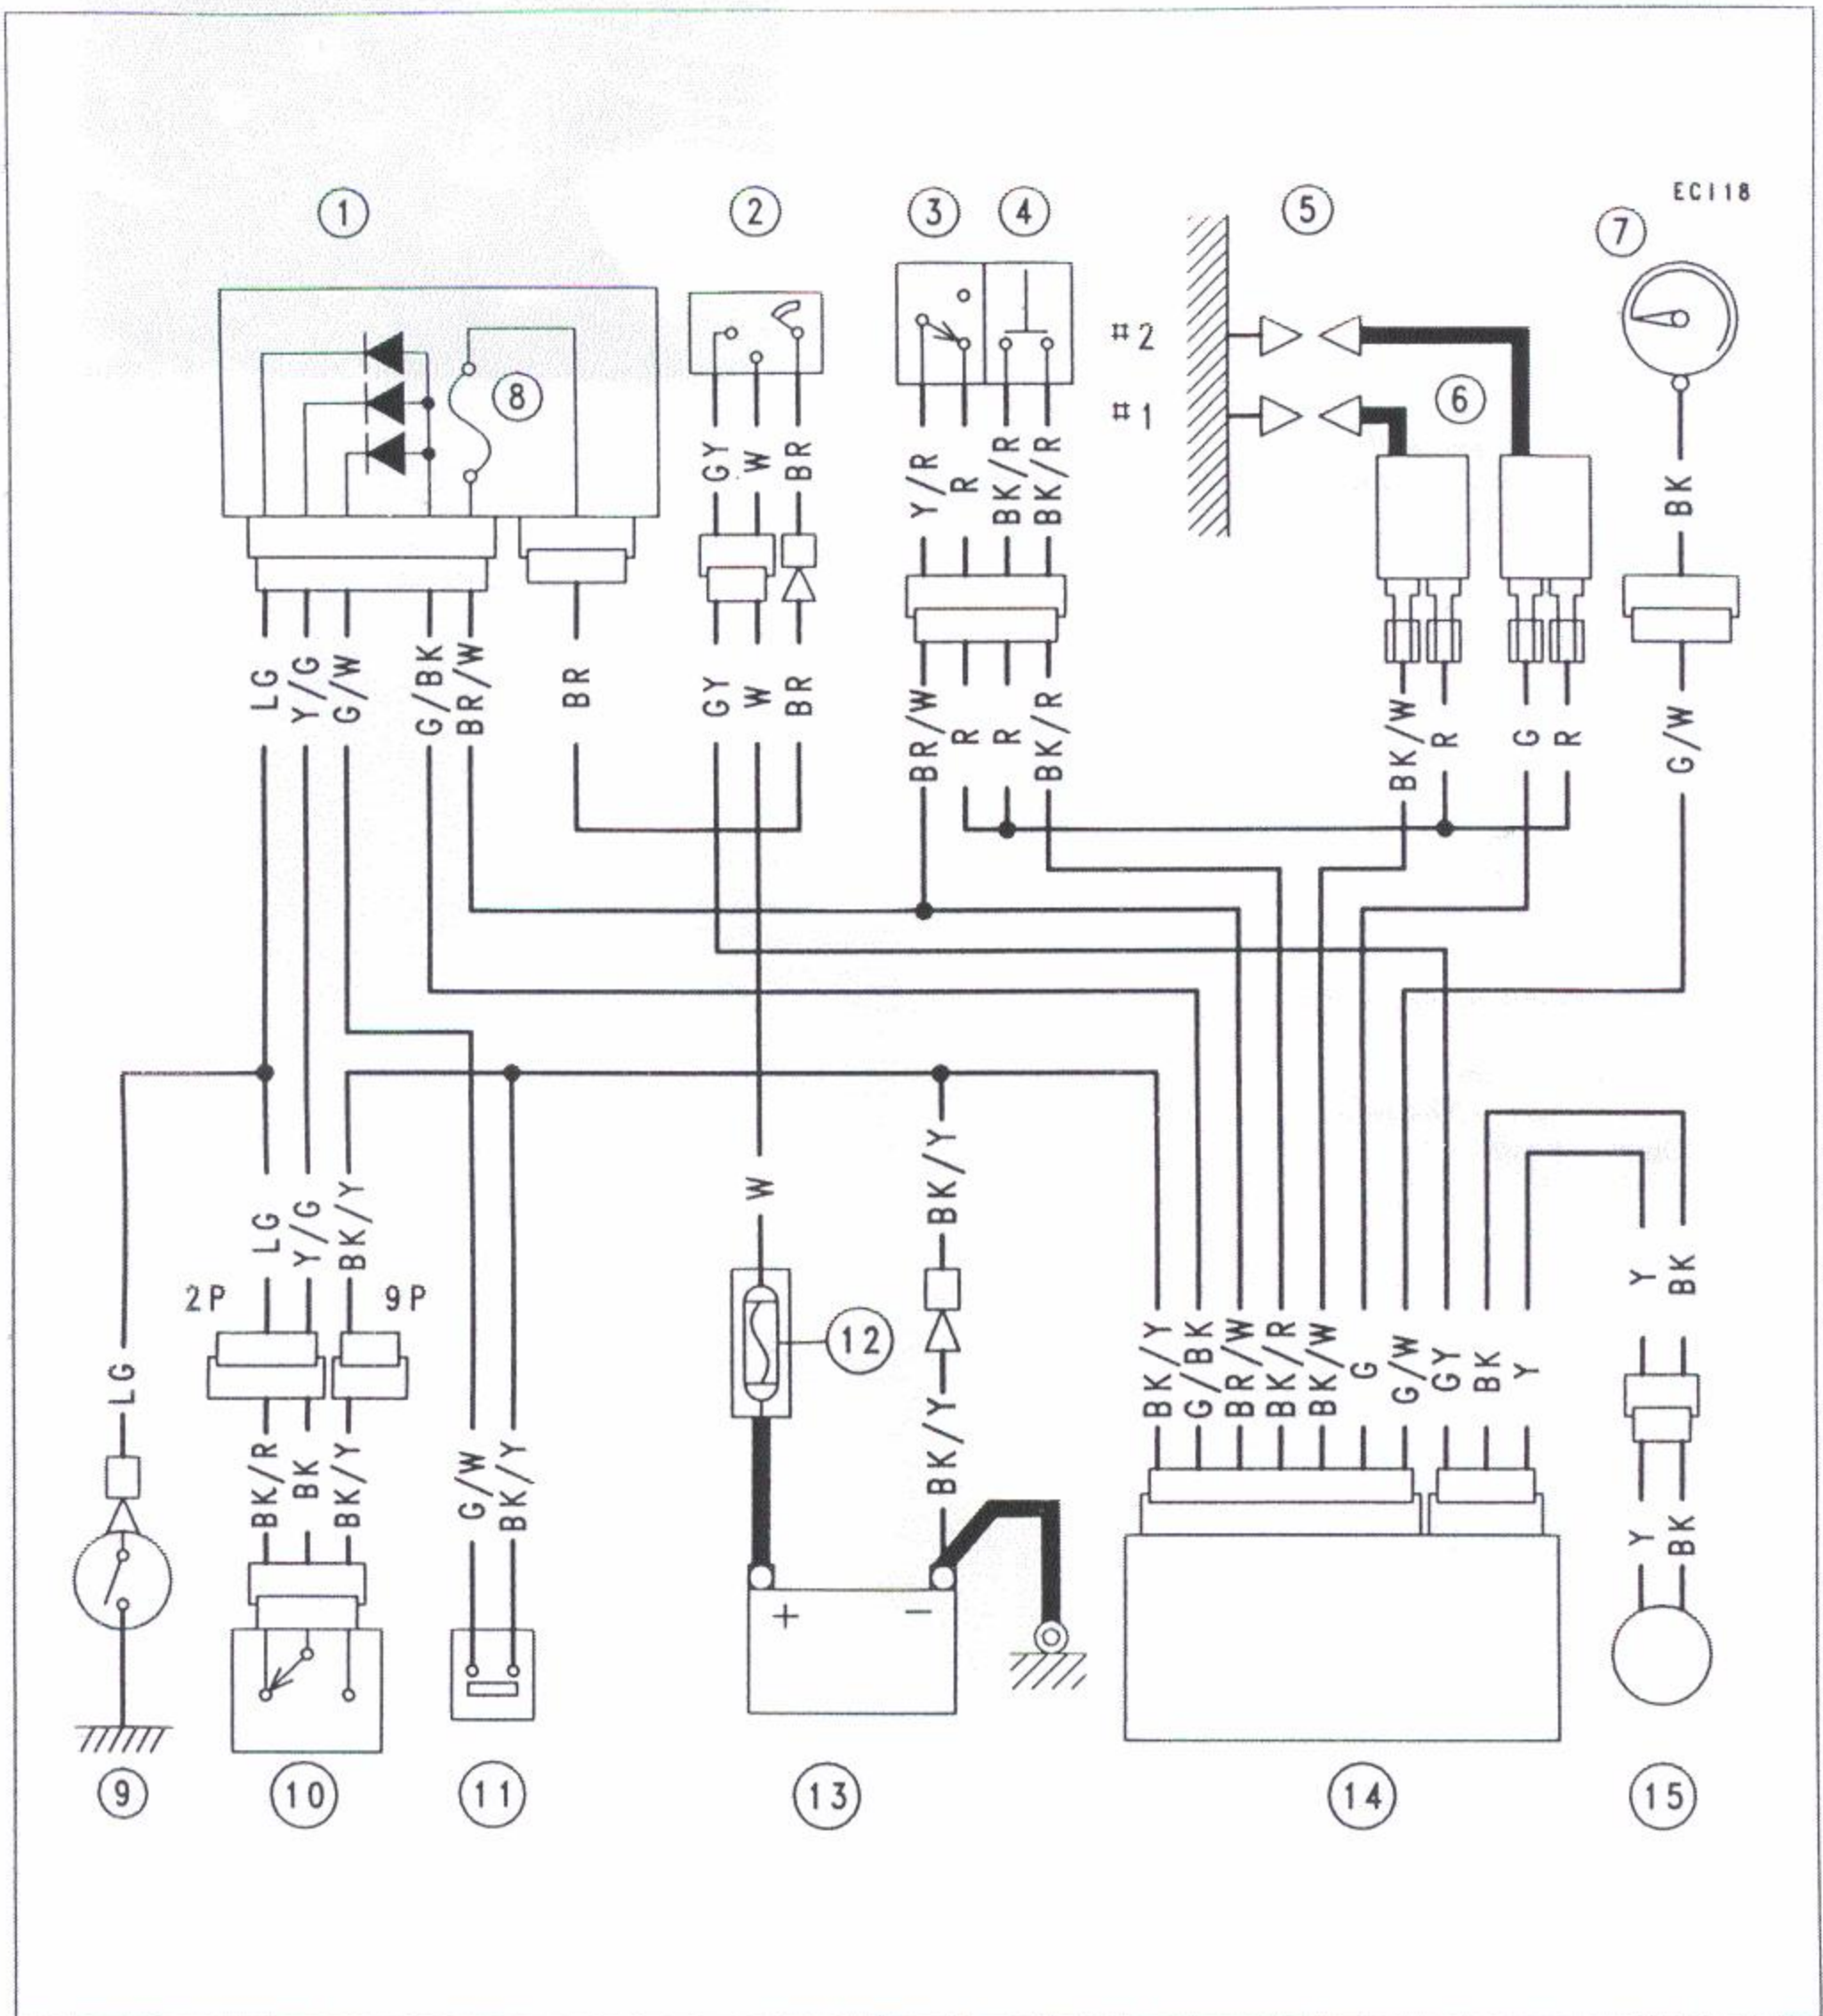 EC118
1 2 3 4 5 7
8
#2
#1
6
GY W BR
Y/R R BK/R BK/R
BK
LG Y/G G/W G/BK BR/W BR
GY W BR
BR/W R R BK/R
BK/W R G R
G/W
W
BK/Y
LG Y/G BK/Y
2P 9P
12
LG
BK/R BK BK/Y
G/W BK/Y
BK/Y
BK/Y G/BK BR/W BK/R BK/W G G/W GY BK Y
Y BK
Y BK
+ −
9 10 11 13 14 15